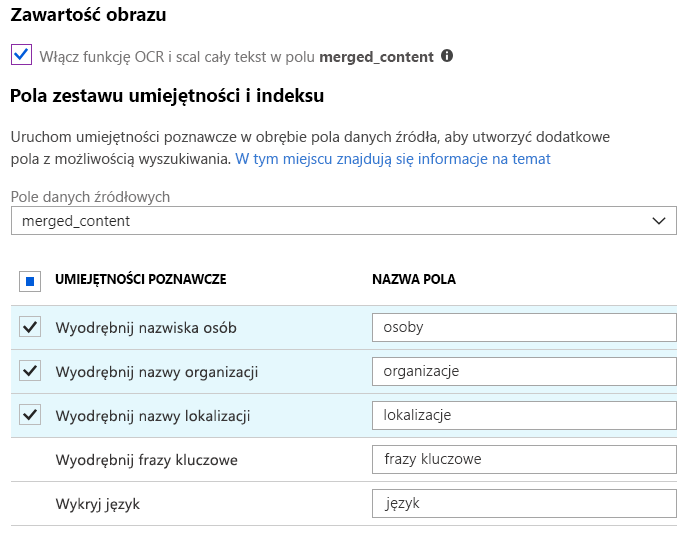 Zawartość obrazu
Włącz funkcję OCR i scal cały tekst w polu merged_content
Pola zestawu umiejętności i indeksu
Uruchom umiejętności poznawcze w obrębie pola danych źródła, aby utworzyć dodatkowe
pola z możliwością wyszukiwania. W tym miejscu znajdują się informacje na temat
Pole danych źródłowych
merged_content
UMIEJĘTNOŚCI POZNAWCZE NAZWA POLA
Wyodrębnij nazwiska osób osoby
Wyodrębnij nazwy organizacji organizacje
Wyodrębnij nazwy lokalizacji lokalizacje
Wyodrębnij frazy kluczowe frazy kluczowe
Wykryj język język